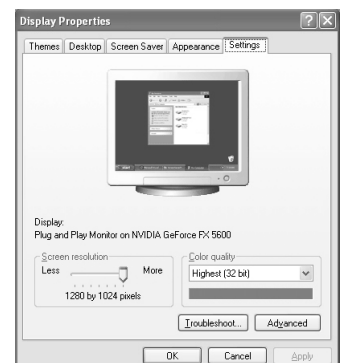 Display Properties
Themes Desktop Screen Saver Appearance Settings
Display:
Plug and Play Monitor on NVIDIA GeForce FX 5600
Screen resolution
Less More
1280 by 1024 pixels
Color quality
Highest (32 bit)
Troubleshoot... Advanced
OK Cancel Apply